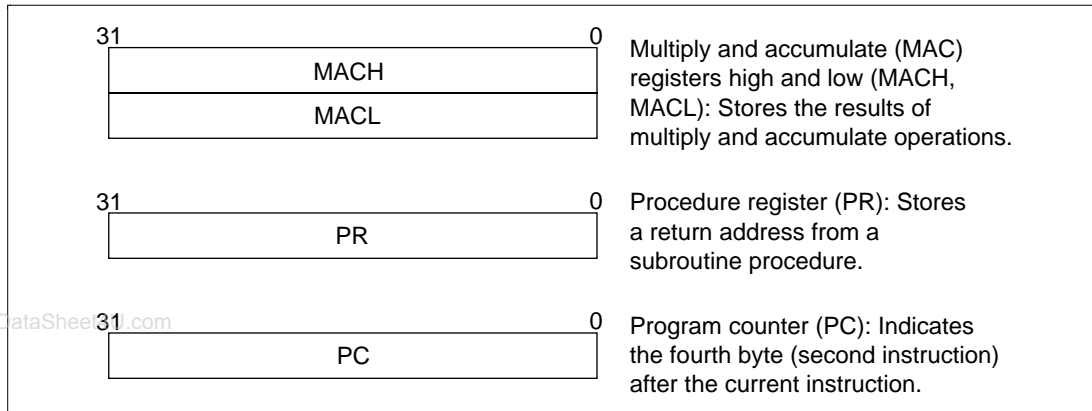 31 0
MACH
MACL
Multiply and accumulate (MAC)
registers high and low (MACH,
MACL): Stores the results of
multiply and accumulate operations.
31 0
PR
Procedure register (PR): Stores
a return address from a
subroutine procedure.
31 0
PC
Program counter (PC): Indicates
the fourth byte (second instruction)
after the current instruction.